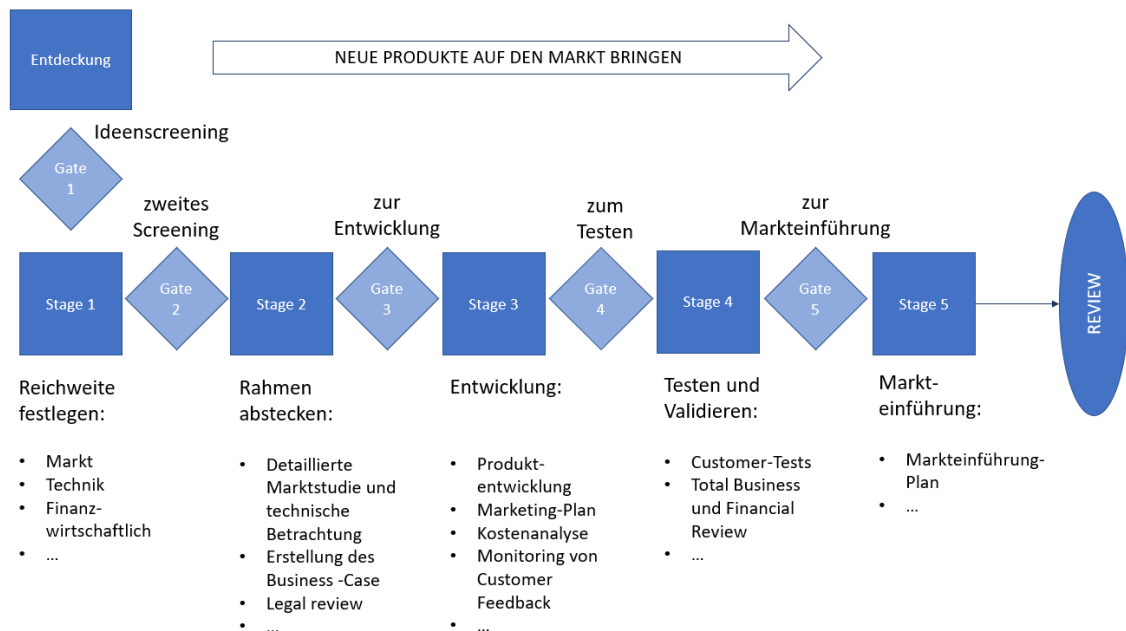 Entdeckung
NEUE PRODUKTE AUF DEN MARKT BRINGEN
Ideenscreening
Gate
1
zweites
Screening
zur
Entwicklung
zum
Testen
zur
Markteinführung
Stage 1
Gate
2
Stage 2
Gate
3
Stage 3
Gate
4
Stage 4
Gate
5
Stage 5
REVIEW
Reichweite
festlegen:
• Markt
• Technik
• Finanz-
wirtschaftlich
• ...
Rahmen
abstecken:
• Detaillierte
Marktstudie und
technische
Betrachtung
• Erstellung des
Business -Case
• Legal review
• ...
Entwicklung:
• Produkt-
entwicklung
• Marketing-Plan
• Kostenanalyse
• Monitoring von
Customer
Feedback
• ...
Testen und
Validieren:
• Customer-Tests
• Total Business
und Financial
Review
• ...
Markt-
einführung:
• Markteinführung-
Plan
• ...